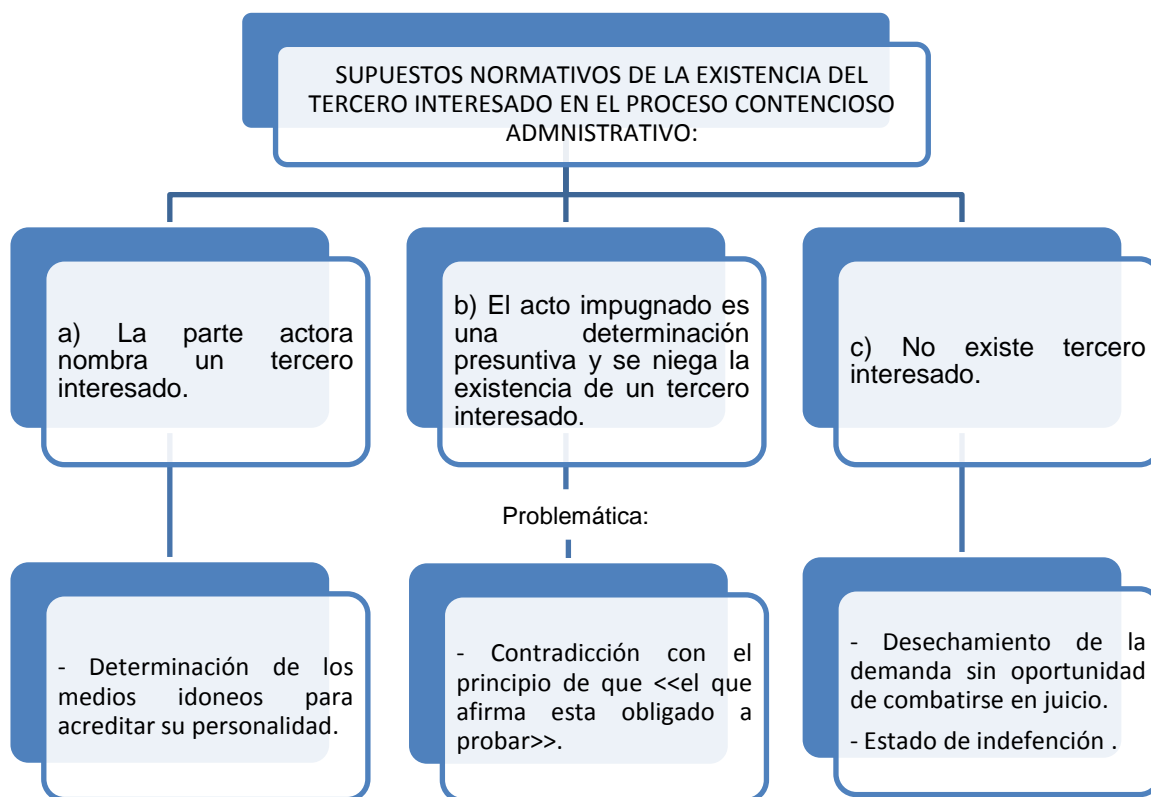 SUPUESTOS NORMATIVOS DE LA EXISTENCIA DEL
TERCERO INTERESADO EN EL PROCESO CONTENCIOSO
ADMNISTRATIVO:
a) La parte actora
nombra un tercero
interesado.
b) El acto impugnado es
una determinación
presuntiva y se niega la
existencia de un tercero
interesado.
c) No existe tercero
interesado.
Problemática:
- Determinación de los
medios idoneos para
acreditar su personalidad.
- Contradicción con el
principio de que <<el que
afirma esta obligado a
probar>>.
- Desechamiento de la
demanda sin oportunidad
de combatirse en juicio.
- Estado de indefención .